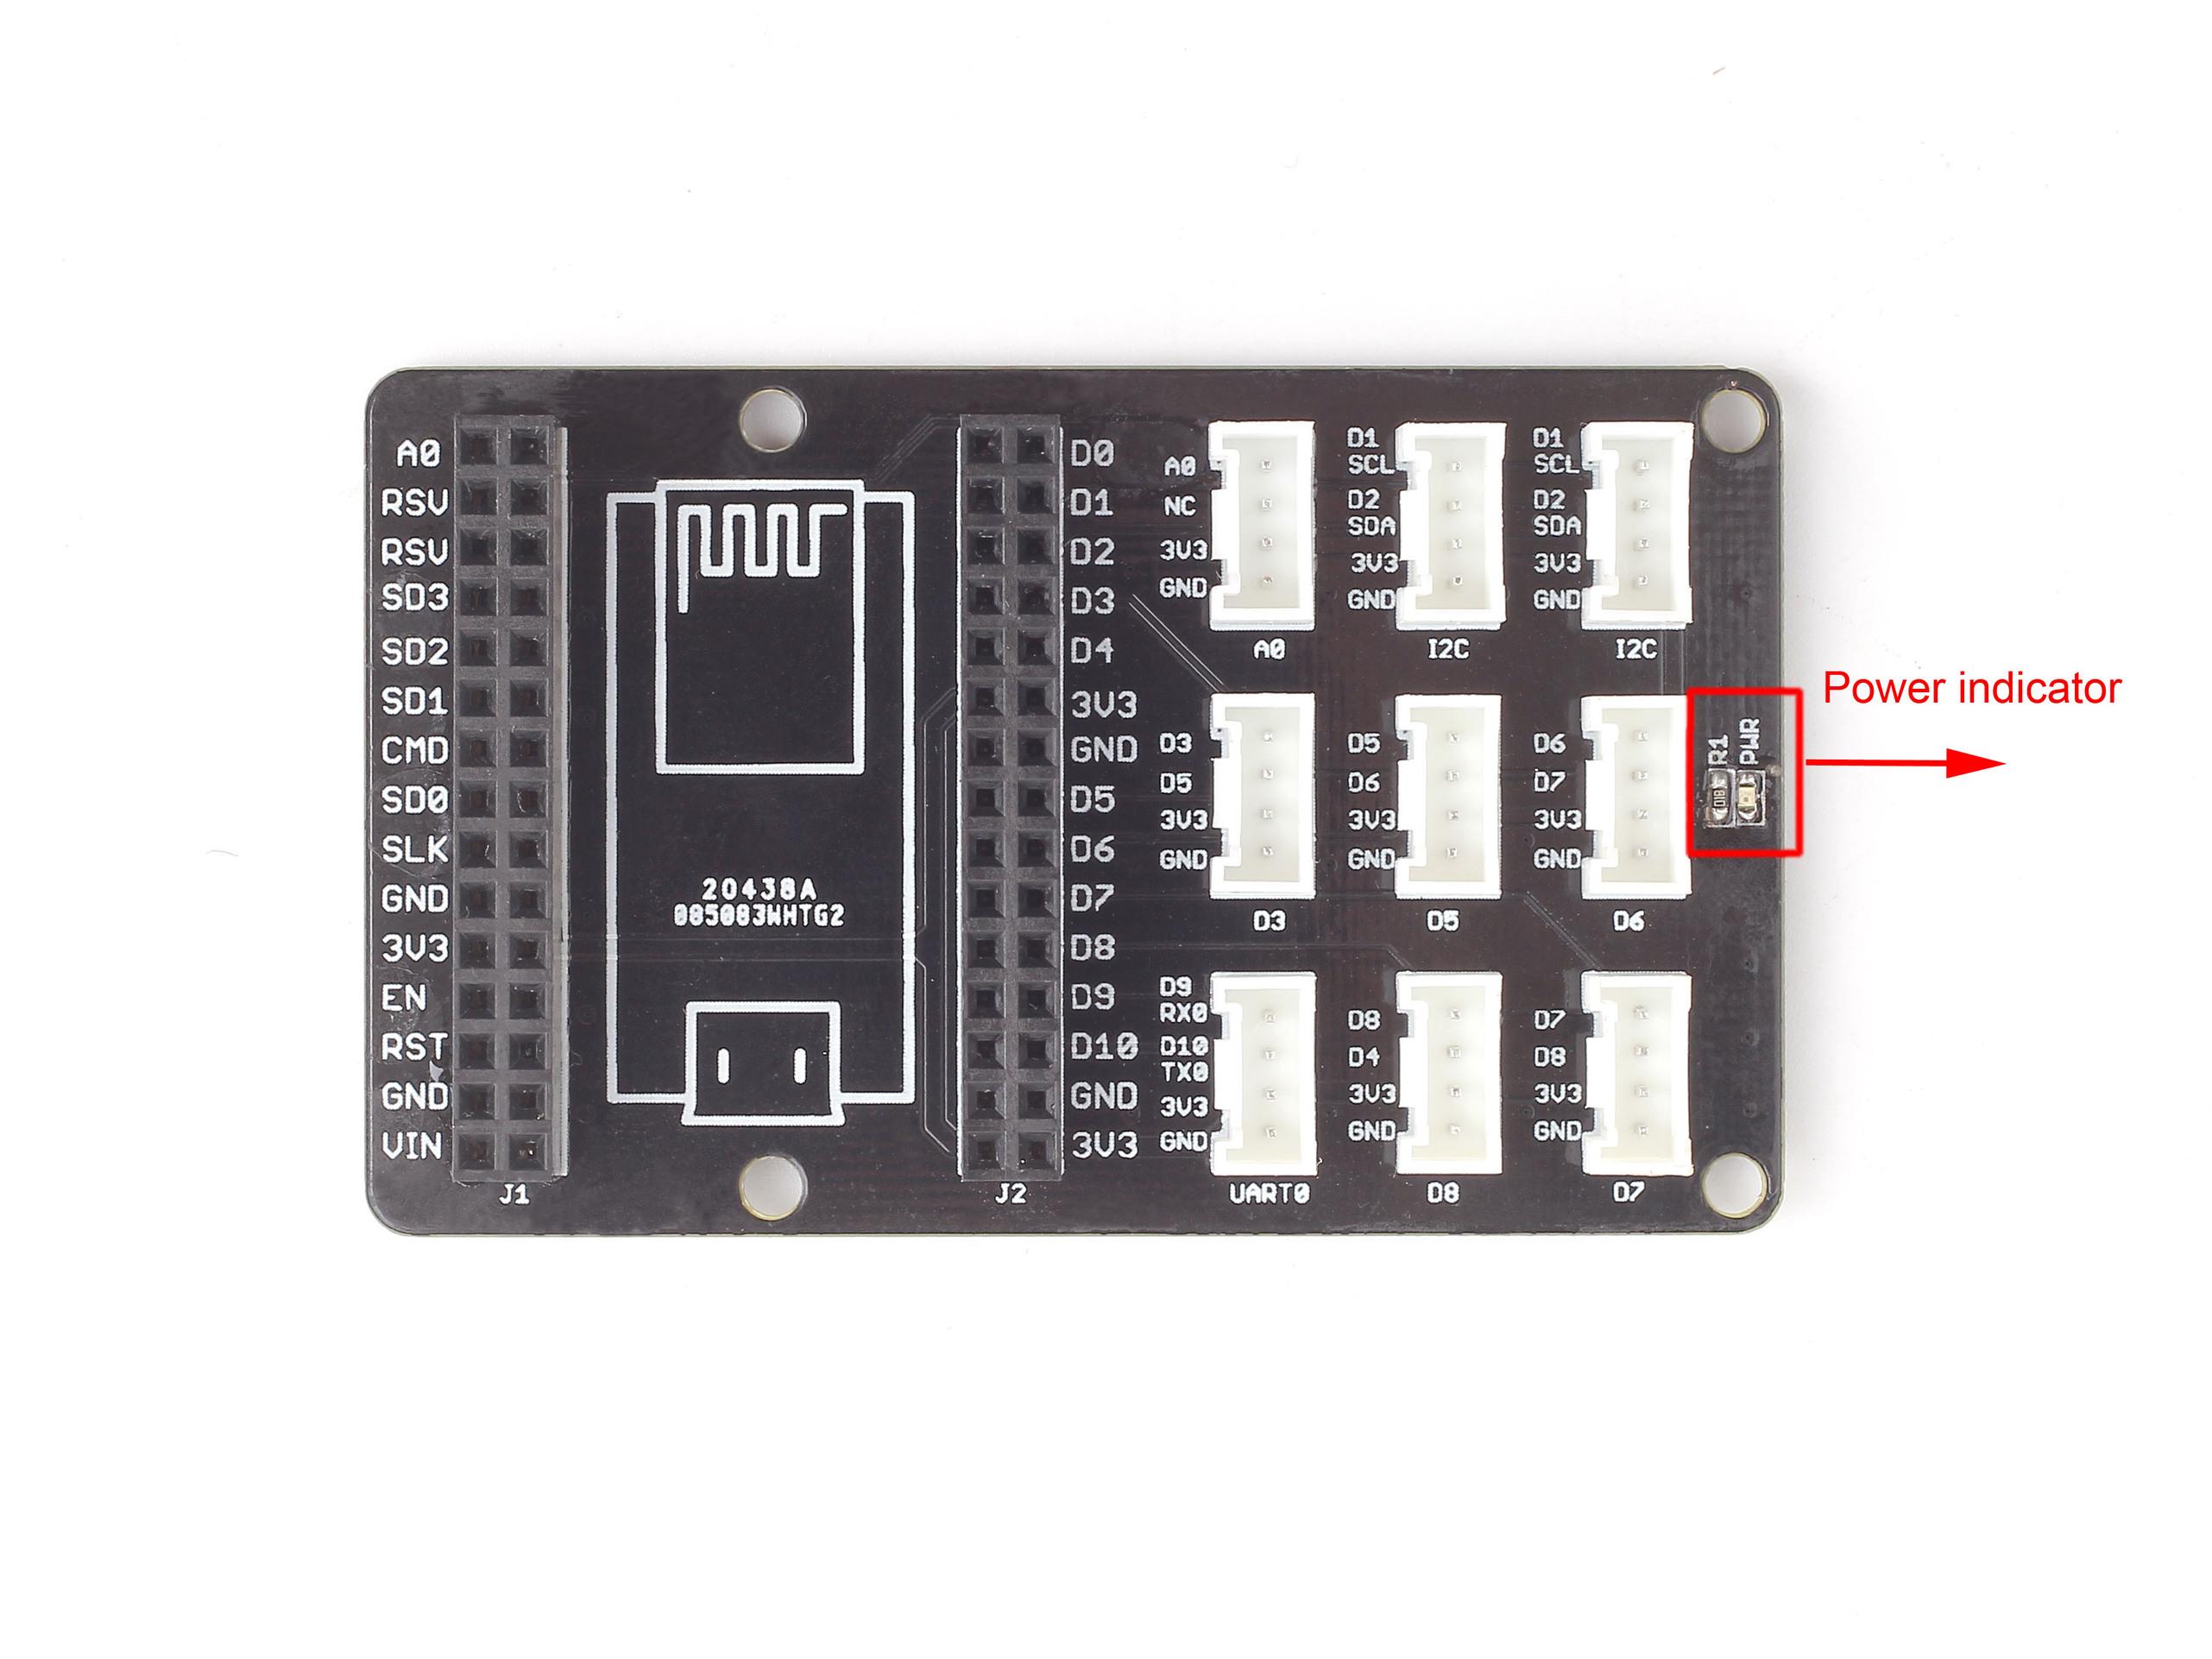 A0
RSV
RSV
SD3
SD2
SD1
CMD
SD0
SLK
GND
3V3
EN
RST
GND
VIN
J1
20438A
085083WHTG2
D0
D1
D2
D3
D4
3V3
GND
D5
D6
D7
D8
D9
D10
GND
3V3
J2
A0
NC
3V3
GND
A0
D1
SCL
D2
SDA
3V3
GND
I2C
D1
SCL
D2
SDA
3V3
GND
I2C
D3
D5
3V3
GND
D3
D5
D6
3V3
GND
D5
D6
D7
3V3
GND
D6
R1
PWR
Power indicator
D9
RX0
D10
TX0
3V3
GND
UART0
D8
D4
3V3
GND
D8
D7
D8
3V3
GND
D7